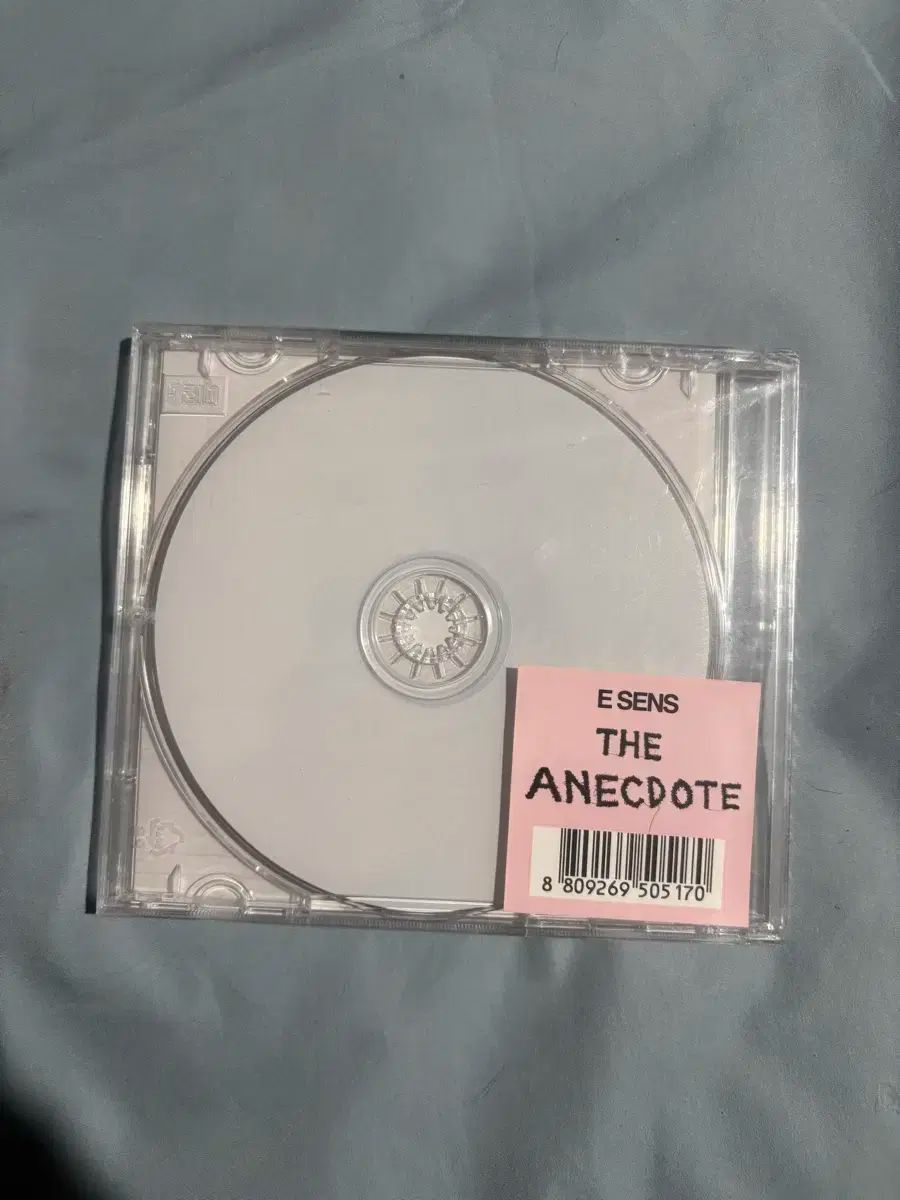 E SENS
THE
ANECDOTE
8 809269 505170